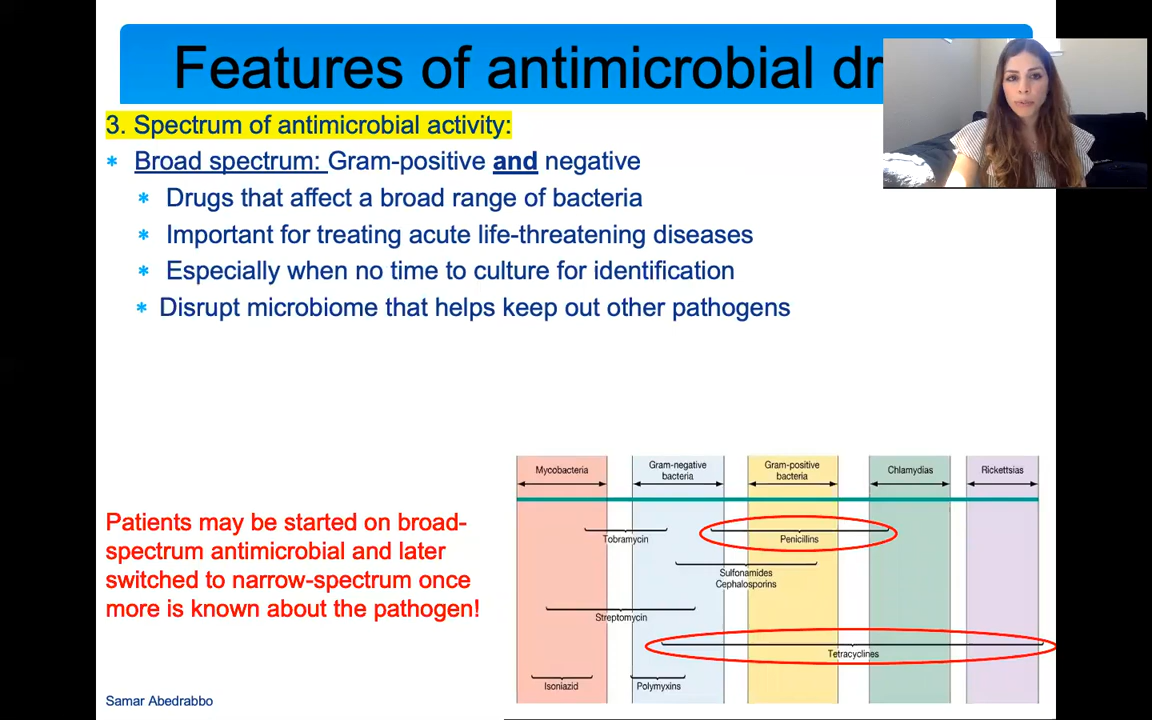 Features of antimicrobial dr
3. Spectrum of antimicrobial activity:
* Broad spectrum: Gram-positive and negative
* Drugs that affect a broad range of bacteria
* Important for treating acute life-threatening diseases
* Especially when no time to culture for identification
* Disrupt microbiome that helps keep out other pathogens
Patients may be started on broad-
spectrum antimicrobial and later
switched to narrow-spectrum once
more is known about the pathogen!
Mycobacteria
Gram-negative
bacteria
Gram-positive
bacteria
Chlamydias
Rickettsias
Tobramycin
Penicillins
Sulfonamides
Cephalosporins
Streptomycin
Tetracyclines
Isoniazid
Polymyxins
Samar Abedrabbo